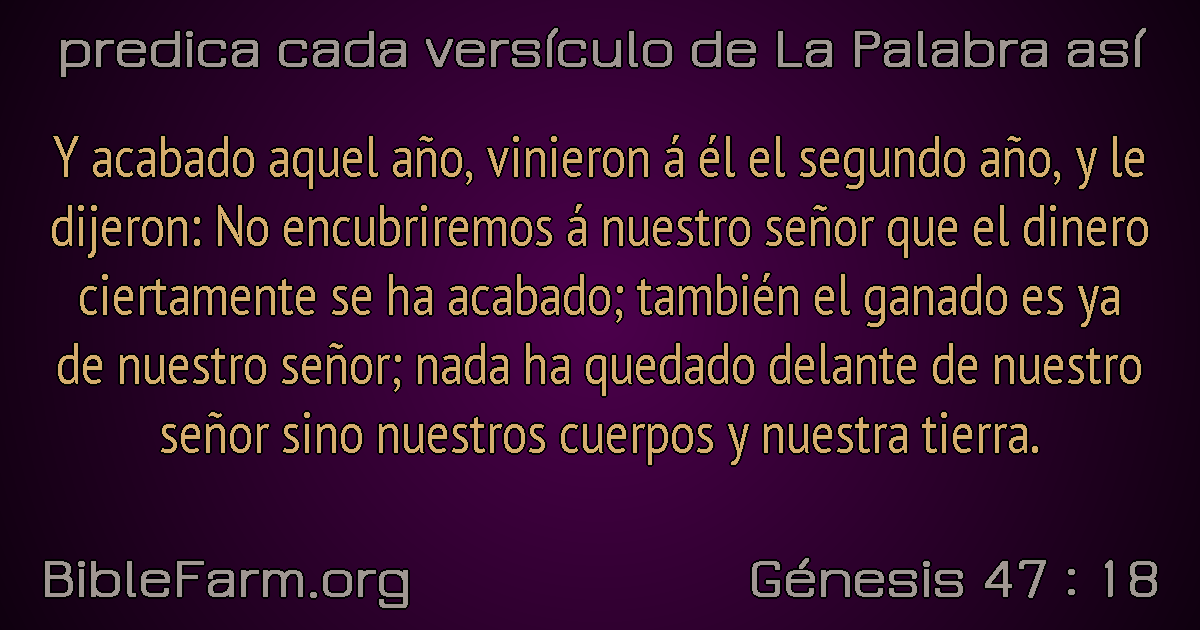 predica cada versículo de La Palabra así
Y acabado aquel año, vinieron á él el segundo año, y le
dijeron: No encubriremos á nuestro señor que el dinero
ciertamente se ha acabado; también el ganado es ya
de nuestro señor; nada ha quedado delante de nuestro
señor sino nuestros cuerpos y nuestra tierra.
BibleFarm.org
Génesis 47 : 18